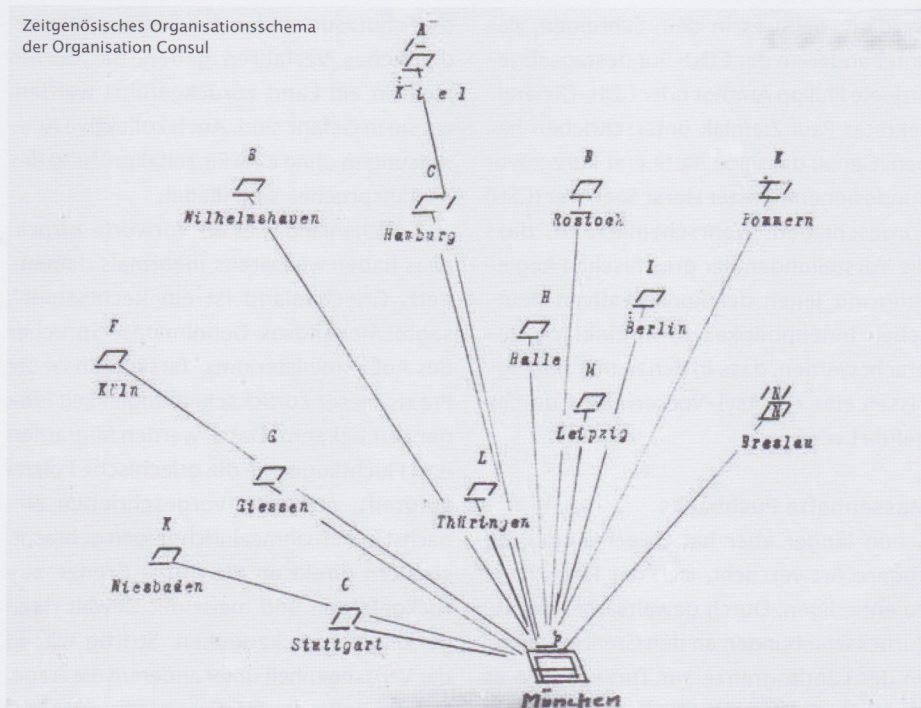 Zeitgenösisches Organisationsschema
der Organisation Consul
A
Kiel
B
Wilhelmshaven
C
Hamburg
Rostock
Pommern
I
Berlin
H
Halle
F
Köln
M
Leipzig
N
Breslau
G
Giessen
L
Thüringen
K
Wiesbaden
C
Stuttgart
München